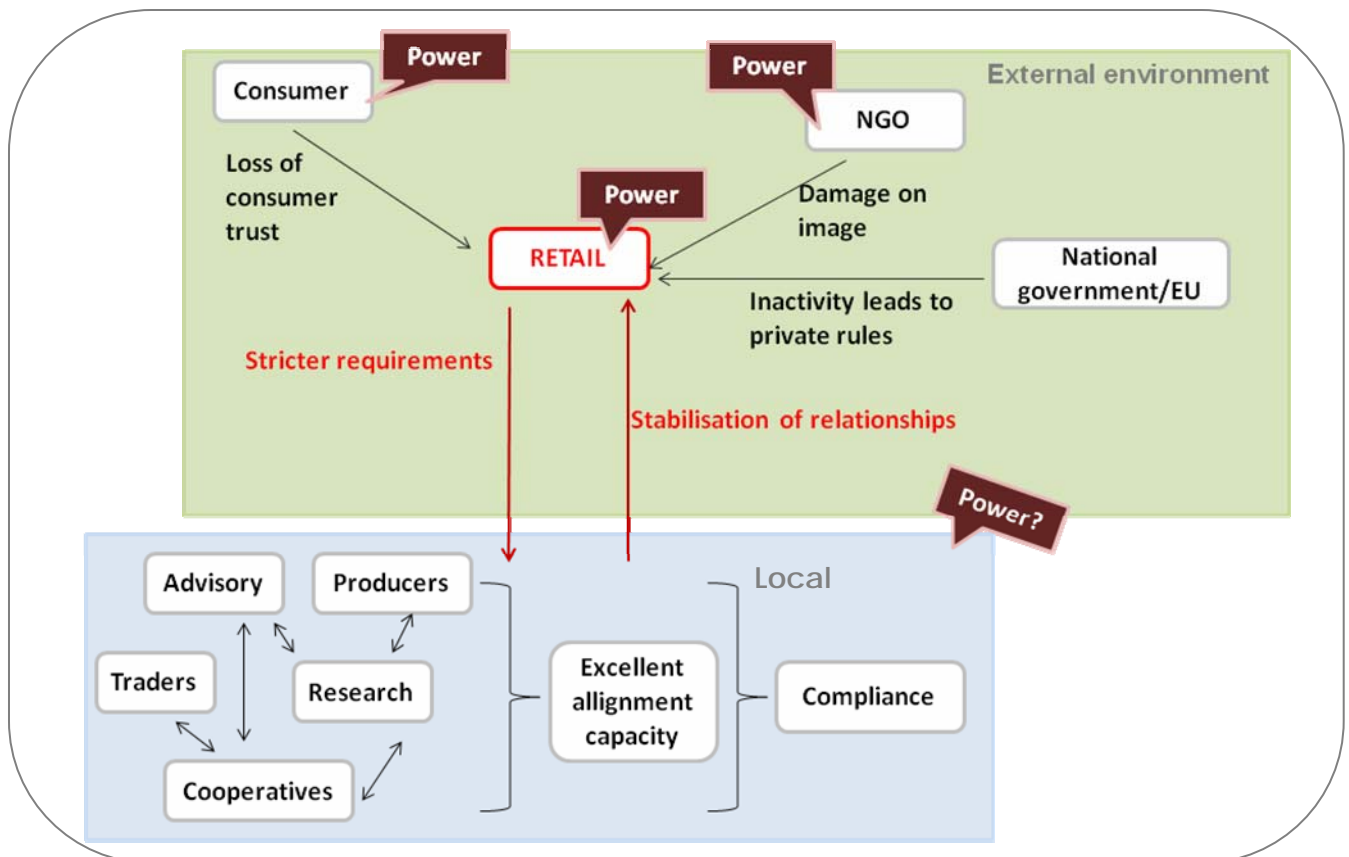 Power
Power
External environment
Consumer
NGO
Loss of
consumer
trust
Power
Damage on
image
RETAIL
National
government/EU
Inactivity leads to
private rules
Stricter requirements
Stabilisation of relationships
Power?
Local
Advisory
Producers
Traders
Research
Excellent
allignment
capacity
Compliance
Cooperatives